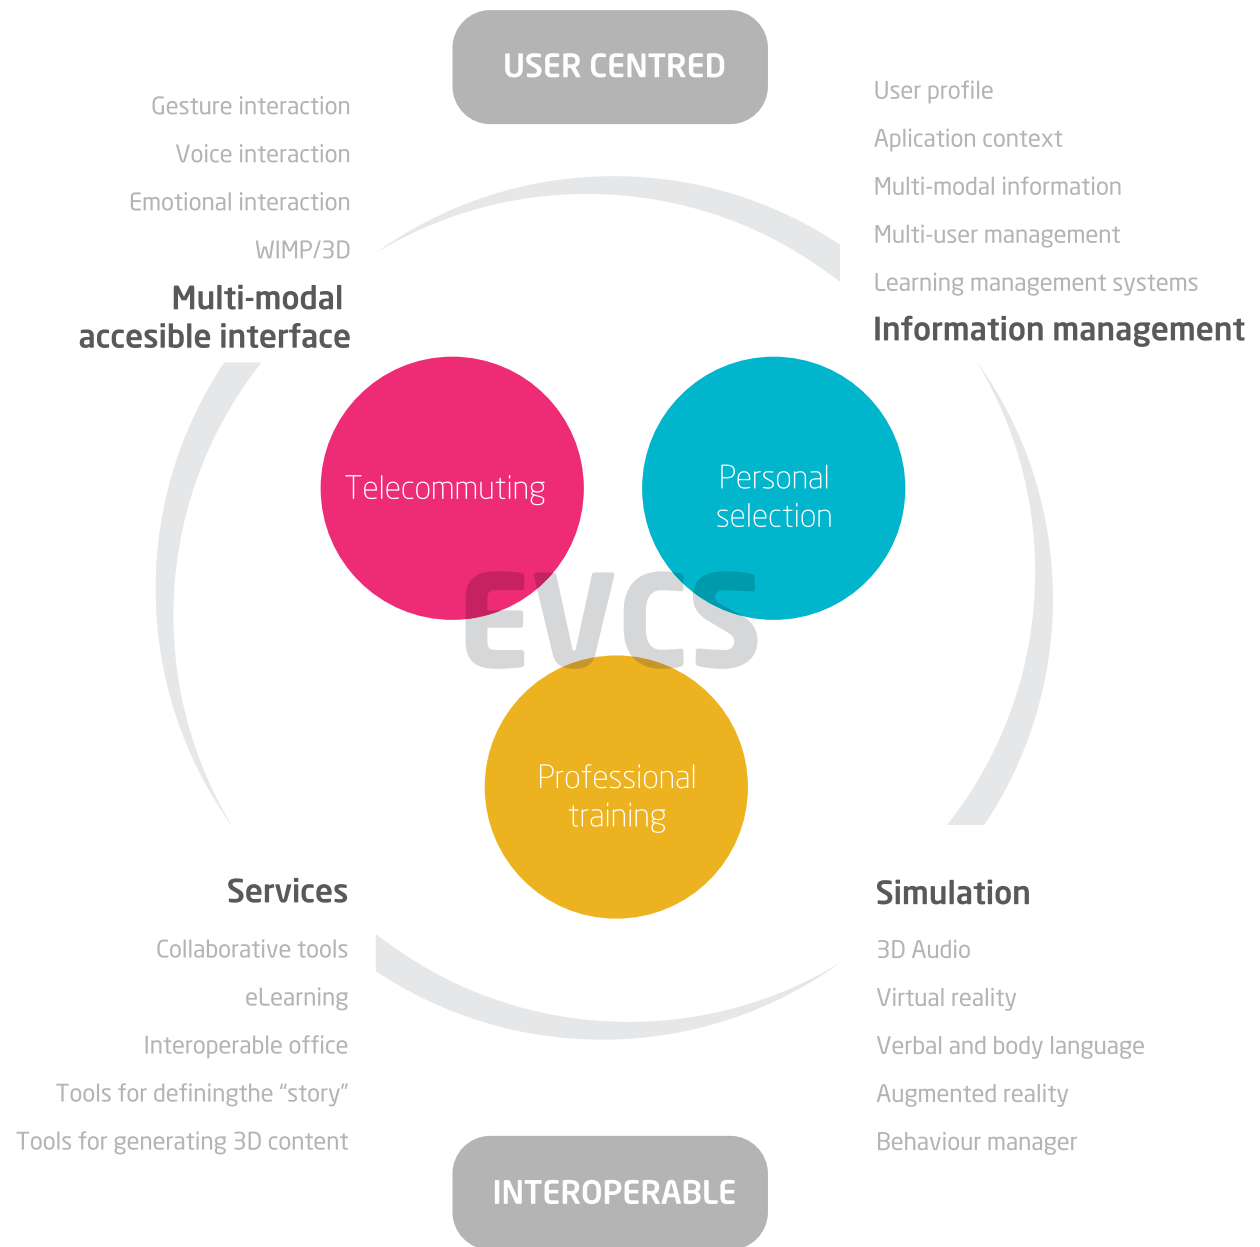 USER CENTRED
Gesture interaction
Voice interaction
Emotional interaction
WIMP/3D
Multi-modal
accesible interface
User profile
Aplication context
Multi-modal information
Multi-user management
Learning management systems
Information management
Telecommuting
Personal
selection
EVCS
Professional
training
Services
Collaborative tools
eLearning
Interoperable office
Tools for definingthe “story”
Tools for generating 3D content
Simulation
3D Audio
Virtual reality
Verbal and body language
Augmented reality
Behaviour manager
INTEROPERABLE